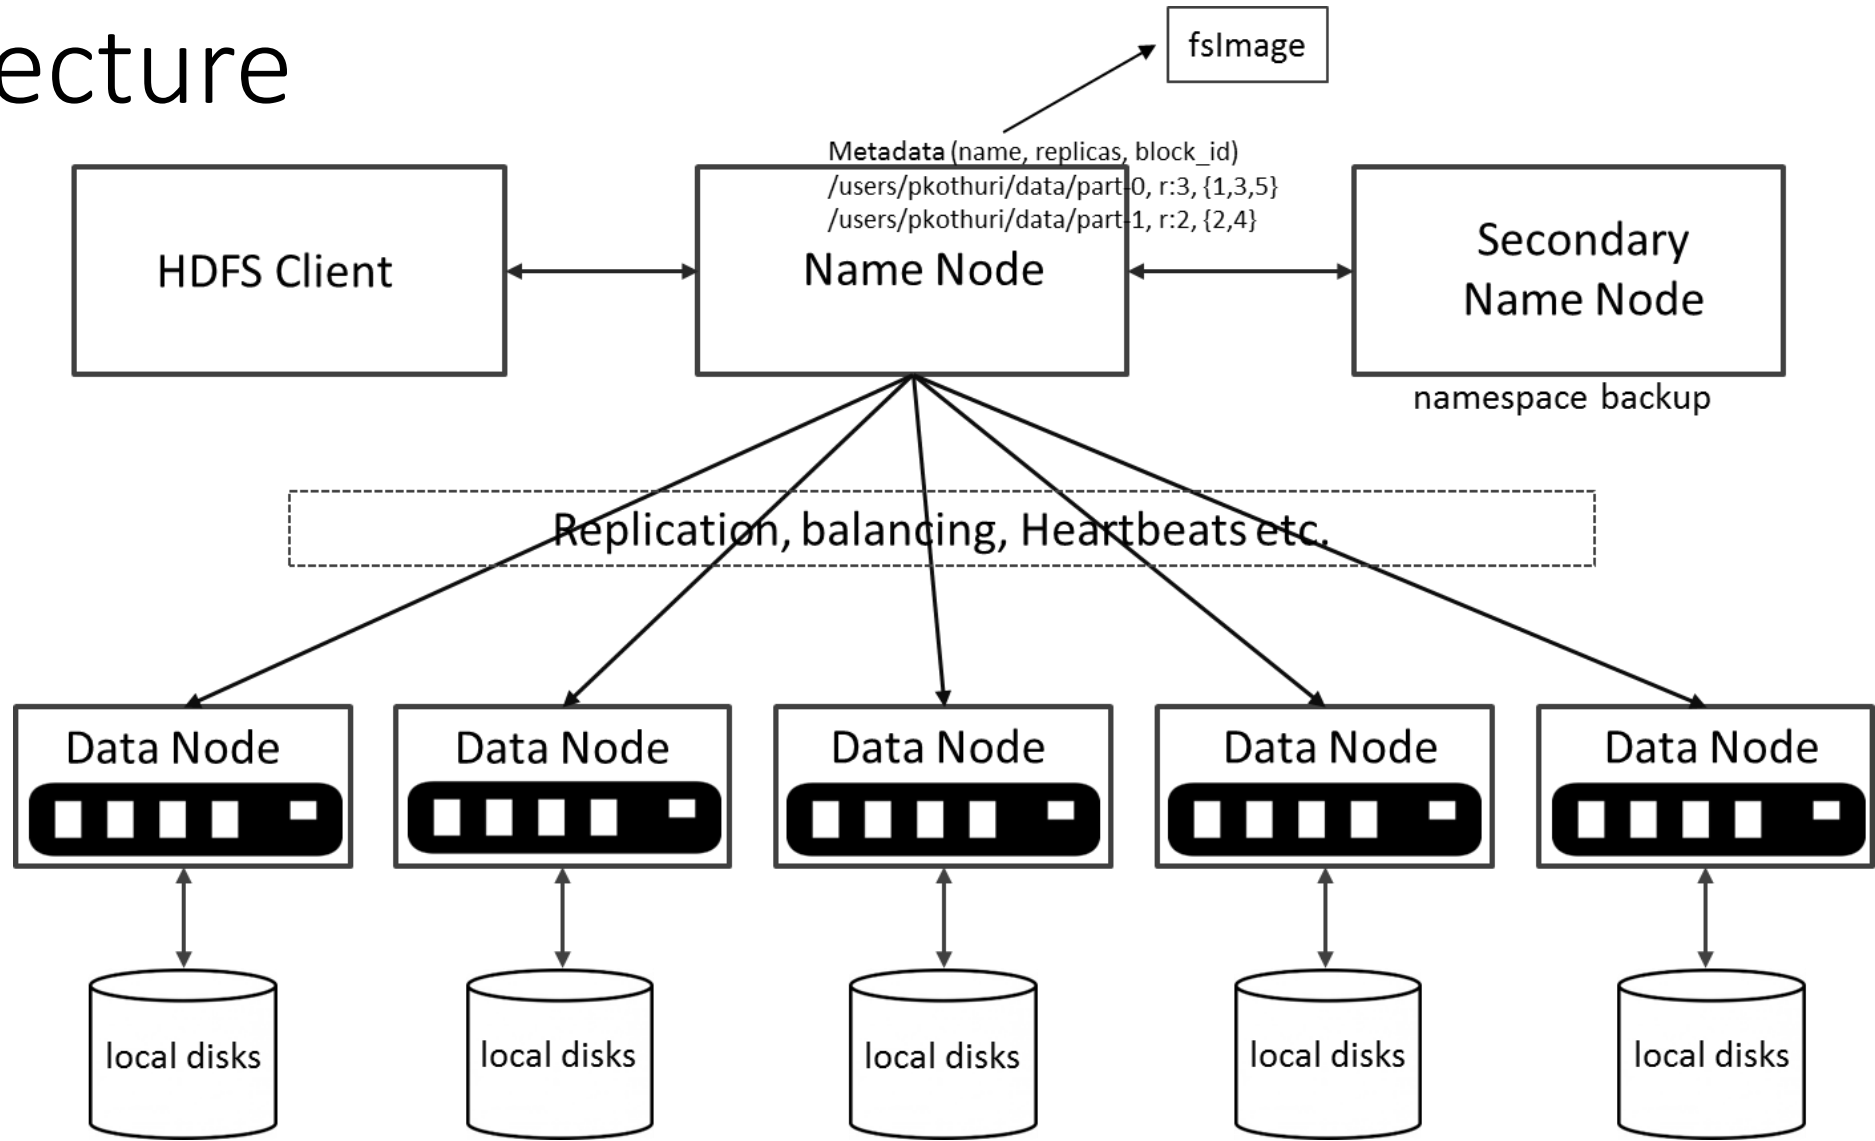 ecture
fsImage
Metadata (name, replicas, block_id)
/users/pkothuri/data/part-0, r:3, {1,3,5}
/users/pkothuri/data/part-1, r:2, {2,4}
HDFS Client
Name Node
Secondary
Name Node
namespace backup
Replication, balancing, Heartbeats etc.
Data Node
Data Node
Data Node
Data Node
Data Node
local disks
local disks
local disks
local disks
local disks